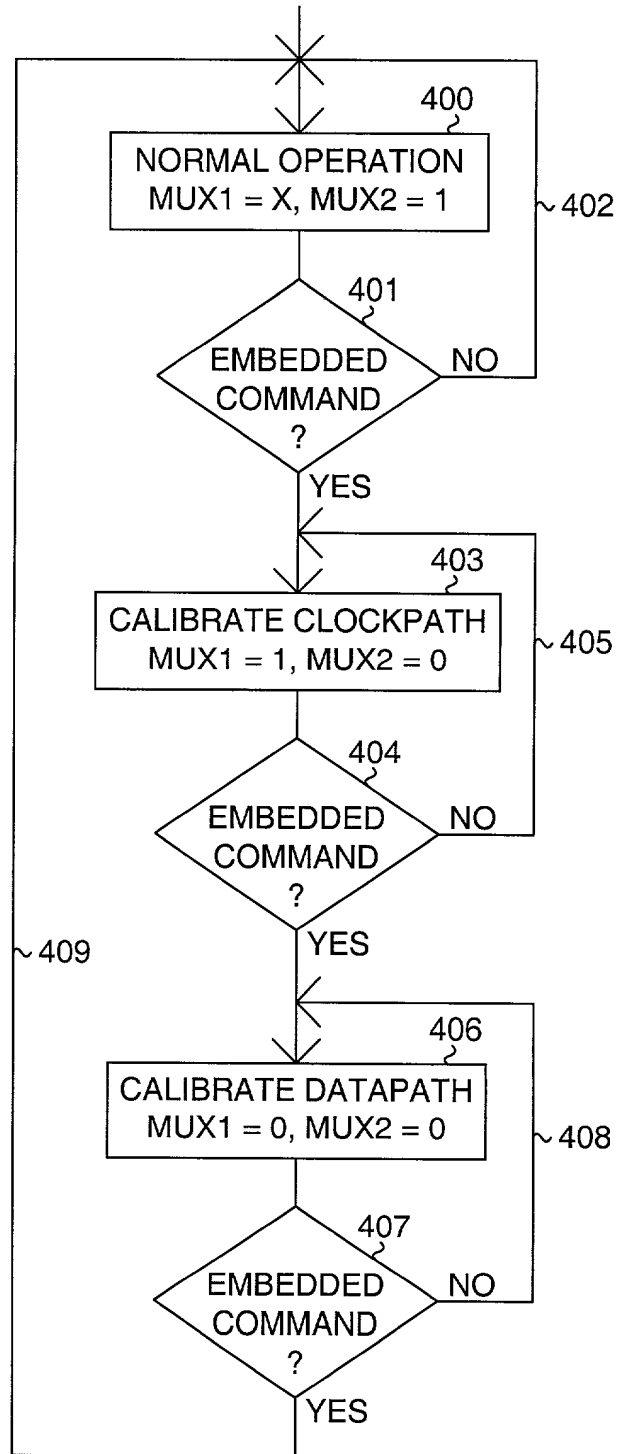 400
NORMAL OPERATION
MUX1 = X, MUX2 = 1
402
401
EMBEDDED
COMMAND
?
NO
YES
403
CALIBRATE CLOCKPATH
MUX1 = 1, MUX2 = 0
405
404
EMBEDDED
COMMAND
?
NO
YES
409
406
CALIBRATE DATAPATH
MUX1 = 0, MUX2 = 0
408
407
EMBEDDED
COMMAND
?
NO
YES